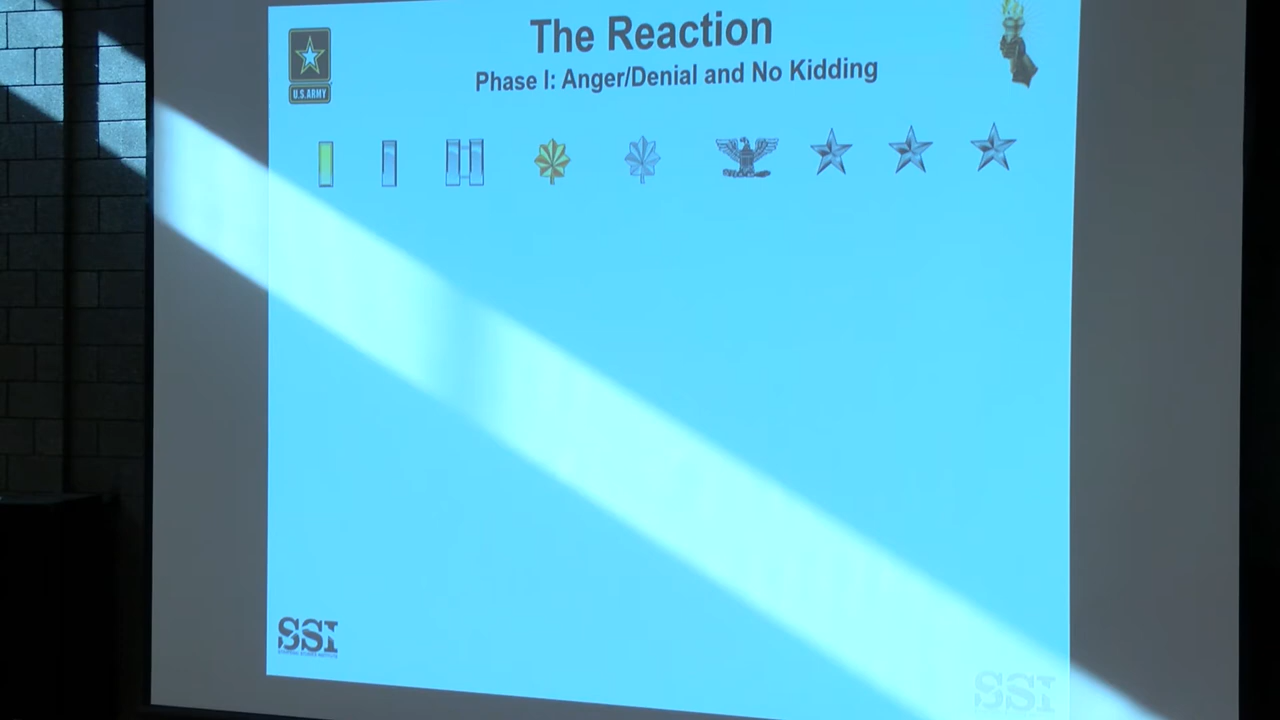 The Reaction
Phase I: Anger/Denial and No Kidding
U.S.ARMY
SSI
SSI